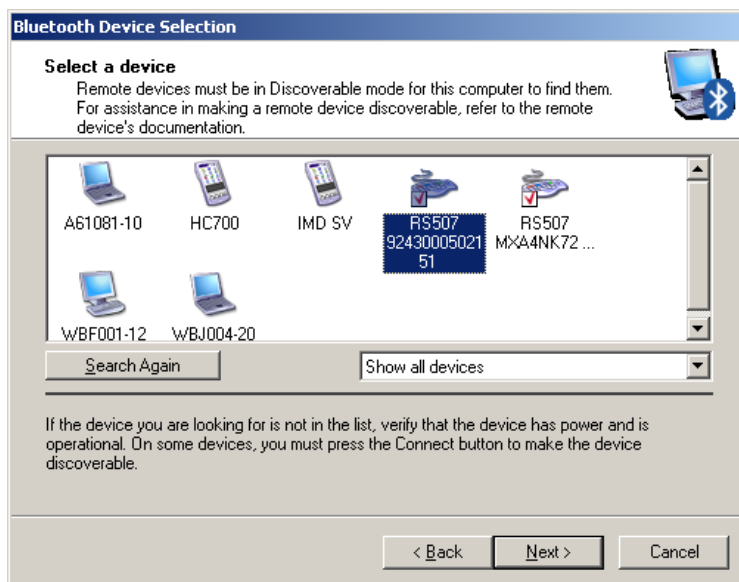 Bluetooth Device Selection
Select a device
Remote devices must be in Discoverable mode for this computer to find them.
For assistance in making a remote device discoverable, refer to the remote
device's documentation.
A61081-10
HC700
IMD SV
RS507
92430005021
51
RS507
MXA4NK72 ...
WBF001-12
WBJ004-20
Search Again
Show all devices
If the device you are looking for is not in the list, verify that the device has power and is
operational. On some devices, you must press the Connect button to make the device
discoverable.
< Back
Next >
Cancel